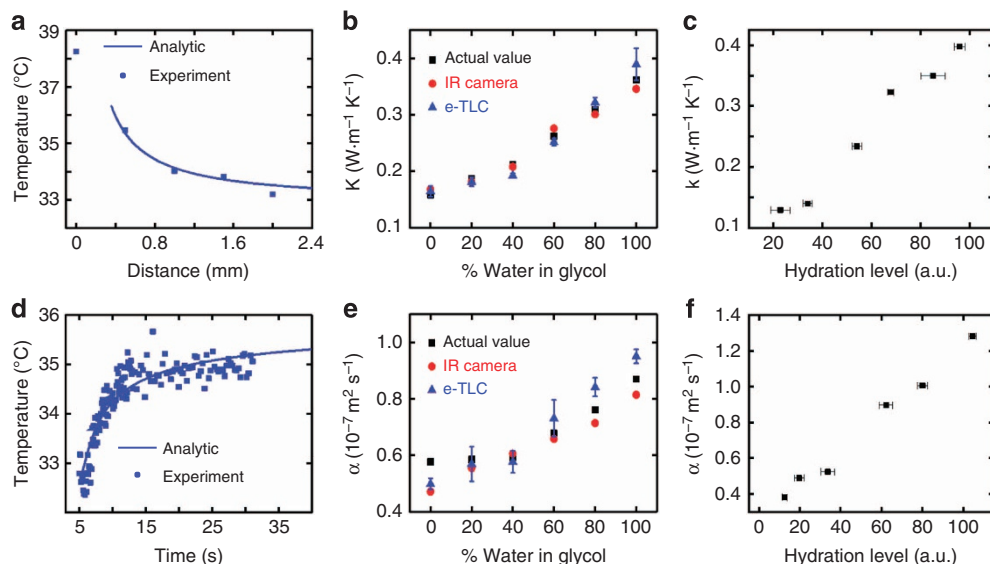 a
39
37
35
33
Temperature (°C)
Analytic
Experiment
0
0.8
1.6
2.4
Distance (mm)
b
0.4
0.3
0.2
0.1
K (W·m⁻¹ K⁻¹)
Actual value
IR camera
e-TLC
0
20
40
60
80
100
% Water in glycol
c
0.4
0.3
0.2
0.1
k (W·m⁻¹ K⁻¹)
20
40
60
80
100
Hydration level (a.u.)
d
36
35
34
33
Temperature (°C)
Analytic
Experiment
5
15
25
35
Time (s)
e
1.0
0.8
0.6
0.4
α (10⁻⁷ m² s⁻¹)
Actual value
IR camera
e-TLC
0
20
40
60
80
100
% Water in glycol
f
1.4
1.2
1.0
0.8
0.6
0.4
α (10⁻⁷ m² s⁻¹)
0
20
40
60
80
100
Hydration level (a.u.)